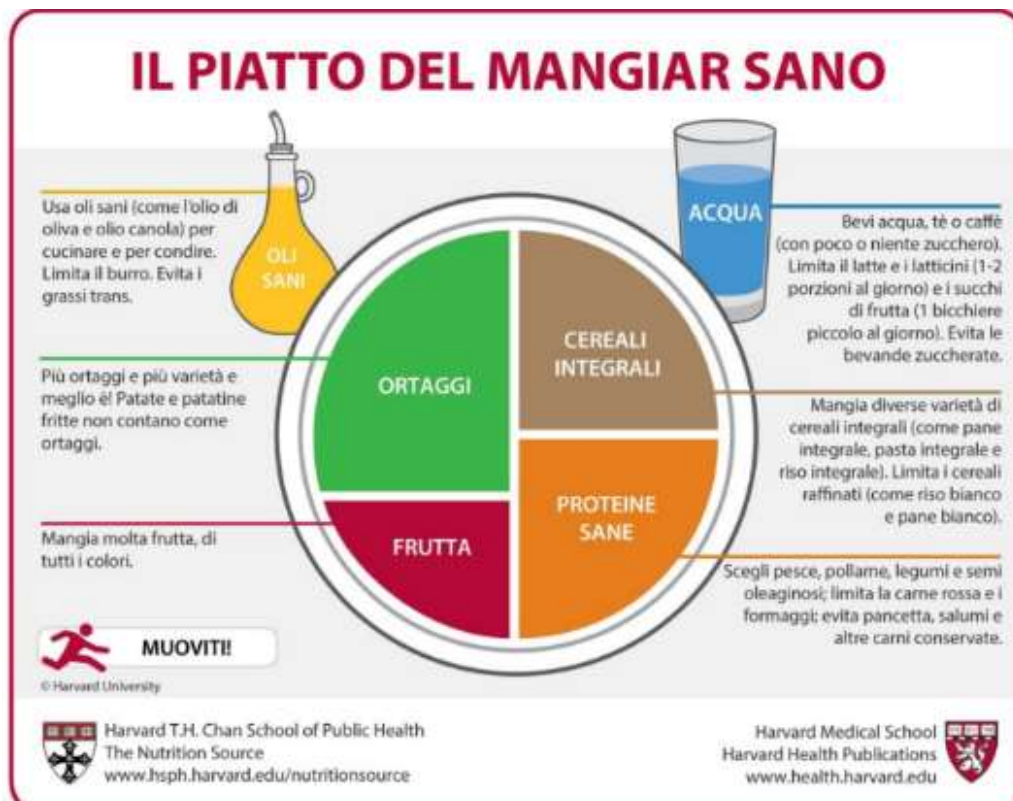 IL PIATTO DEL MANGIAR SANO
Usa oli sani (come l'olio di
oliva e olio canola) per
cucinare e per condire.
Limita il burro. Evita i
grassi trans.
OLI
SANI
ACQUA
Bevi acqua, tè o caffè
(con poco o niente zucchero).
Limita il latte e i latticini (1-2
porzioni al giorno) e i succhi
di frutta (1 bicchiere
piccolo al giorno). Evita le
bevande zuccherate.
Più ortaggi e più varietà e
meglio è! Patate e patatine
fritte non contano come
ortaggi.
ORTAGGI
CEREALI
INTEGRALI
Mangia diverse varietà di
cereali integrali (come pane
integrale, pasta integrale e
riso integrale). Limita i cereali
raffinati (come riso bianco
e pane bianco).
Mangia molta frutta, di
tutti i colori.
FRUTTA
PROTEINE
SANE
Scegli pesce, pollame, legumi e semi
oleaginosi; limita la carne rossa e i
formaggi; evita pancetta, salumi e
altre carni conservate.
MUOVITI!
© Harvard University
Harvard T.H. Chan School of Public Health
The Nutrition Source
www.hsph.harvard.edu/nutritionsource
Harvard Medical School
Harvard Health Publications
www.health.harvard.edu